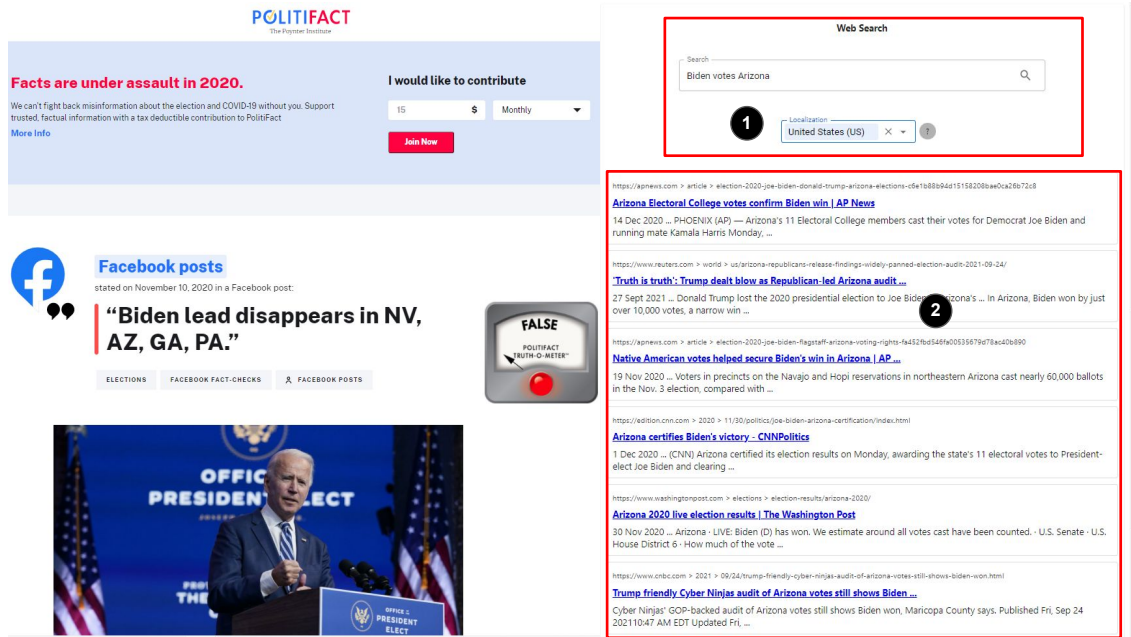 POLITIFACT
The Poynter Institute
Facts are under assault in 2020.
We can't fight back misinformation about the election and COVID-19 without you. Support
trusted, factual information with a tax deductible contribution to PolitiFact
More Info
I would like to contribute
15 $ Monthly
Join Now
Facebook posts
stated on November 10, 2020 in a Facebook post:
“Biden lead disappears in NV,
AZ, GA, PA.”
ELECTIONS FACEBOOK FACT-CHECKS FACEBOOK POSTS
FALSE
POLITIFACT
TRUTH-O-METER™
OFFIC
PRESIDENT ELECT
THE
OFFICE
PRESIDENT
ELECT
Web Search
Search
Biden votes Arizona
1
Localization
United States (US)
?
https://apnews.com > article > election-2020-joe-biden-donald-trump-arizona-elections-c6e1b88b94d15158208bae0ca26b72c8
Arizona Electoral College votes confirm Biden win | AP News
14 Dec 2020 ... PHOENIX (AP) — Arizona's 11 Electoral College members cast their votes for Democrat Joe Biden and
running mate Kamala Harris Monday, ...
https://www.reuters.com > world > us/arizona-republicans-release-findings-widely-panned-election-audit-2021-09-24/
'Truth is truth': Trump dealt blow as Republican-led Arizona audit ...
27 Sept 2021 ... Donald Trump lost the 2020 presidential election to Joe Biden rizona's ... In Arizona, Biden won by just
over 10,000 votes, a narrow win ...
2
https://apnews.com > article > election-2020-joe-biden-flagstaff-arizona-voting-rights-fa452fbd546fa00535679d78ac40b890
Native American votes helped secure Biden's win in Arizona | AP ...
19 Nov 2020 ... Voters in precincts on the Navajo and Hopi reservations in northeastern Arizona cast nearly 60,000 ballots
in the Nov. 3 election, compared with ...
https://edition.cnn.com > 2020 > 11/30/politics/joe-biden-arizona-certification/index.html
Arizona certifies Biden's victory - CNNPolitics
1 Dec 2020 ... (CNN) Arizona certified its election results on Monday, awarding the state's 11 electoral votes to President-
elect Joe Biden and clearing ...
https://www.washingtonpost.com > elections > election-results/arizona-2020/
Arizona 2020 live election results | The Washington Post
30 Nov 2020 ... Arizona · LIVE: Biden (D) has won. We estimate around all votes cast have been counted. · U.S. Senate · U.S.
House District 6 · How much of the vote ...
https://www.cnbc.com > 2021 > 09/24/trump-friendly-cyber-ninjas-audit-of-arizona-votes-still-shows-biden-won.html
Trump friendly Cyber Ninjas audit of Arizona votes still shows Biden ...
Cyber Ninjas' GOP-backed audit of Arizona votes still shows Biden won, Maricopa County says. Published Fri, Sep 24
202110:47 AM EDT Updated Fri, ...